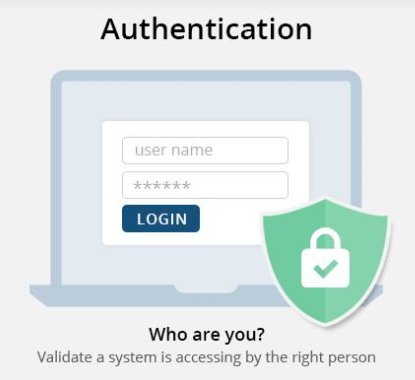 Authentication
user name
******
LOGIN
Who are you?
Validate a system is accessing by the right person